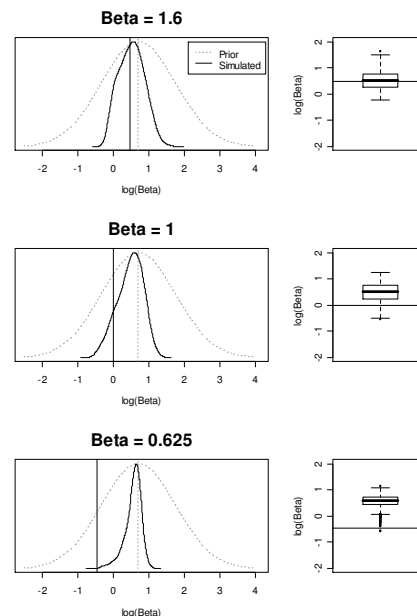 Beta = 1.6
Prior
Simulated
-2 -1 0 1 2 3 4
log(Beta)
log(Beta)
-2 -1 0 1 2
Beta = 1
-2 -1 0 1 2 3 4
log(Beta)
log(Beta)
-2 -1 0 1 2
Beta = 0.625
-2 -1 0 1 2 3 4
log(Beta)
log(Beta)
-2 -1 0 1 2